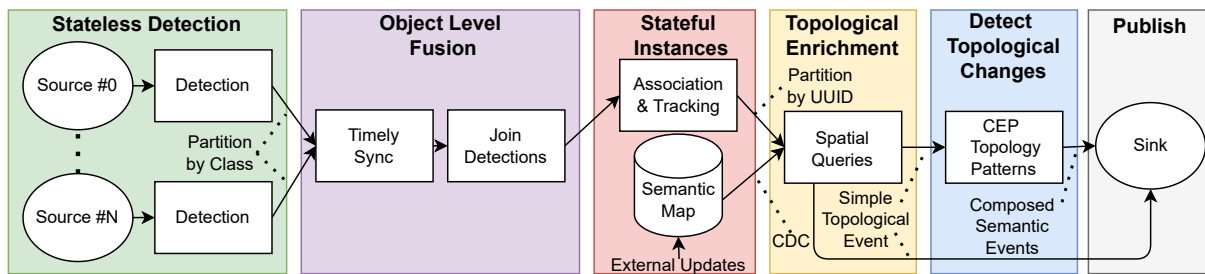 Stateless Detection
Source #0
Detection
Partition
by Class
Source #N
Detection
Object Level
Fusion
Timely
Sync
Join
Detections
Stateful
Instances
Association
& Tracking
Semantic
Map
External Updates
Topological
Enrichment
Partition
by UUID
Spatial
Queries
CDC
Simple
Topological
Event
Detect
Topological
Changes
CEP
Topology
Patterns
Composed
Semantic
Events
Publish
Sink